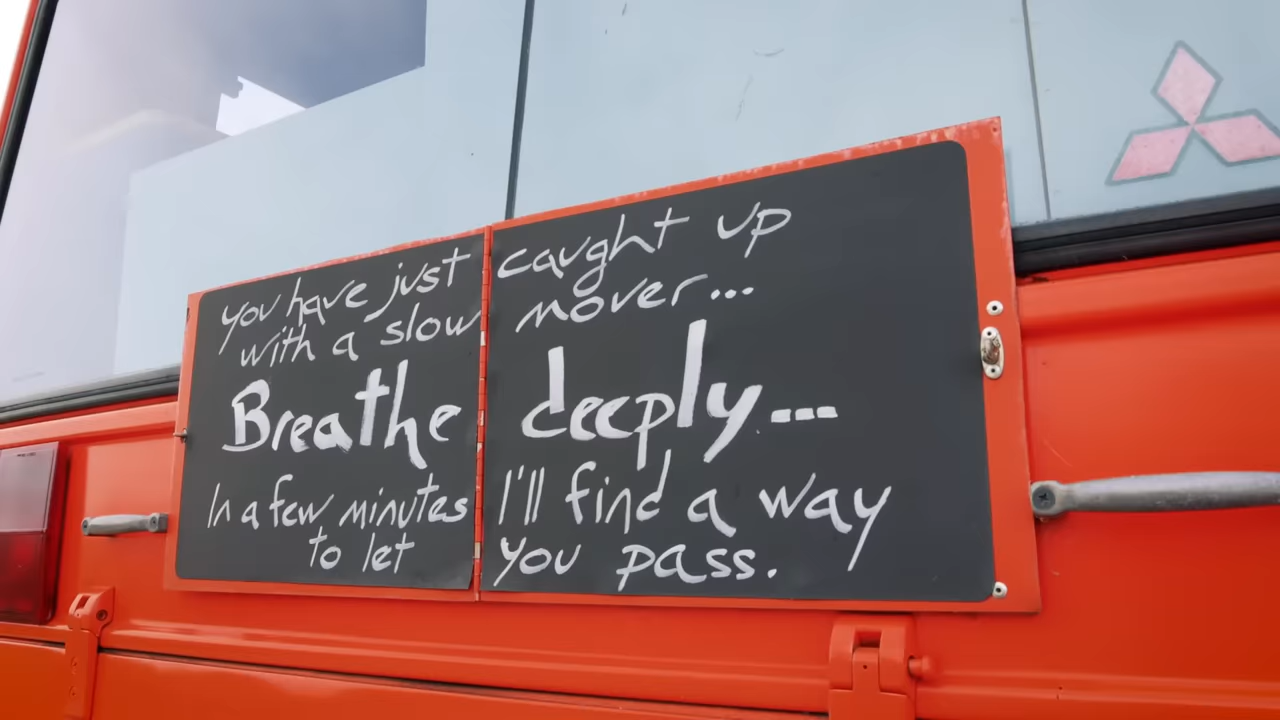 You have just caught up
with a slow mover...
Breathe deeply...
In a few minutes I'll find a way
to let you pass.